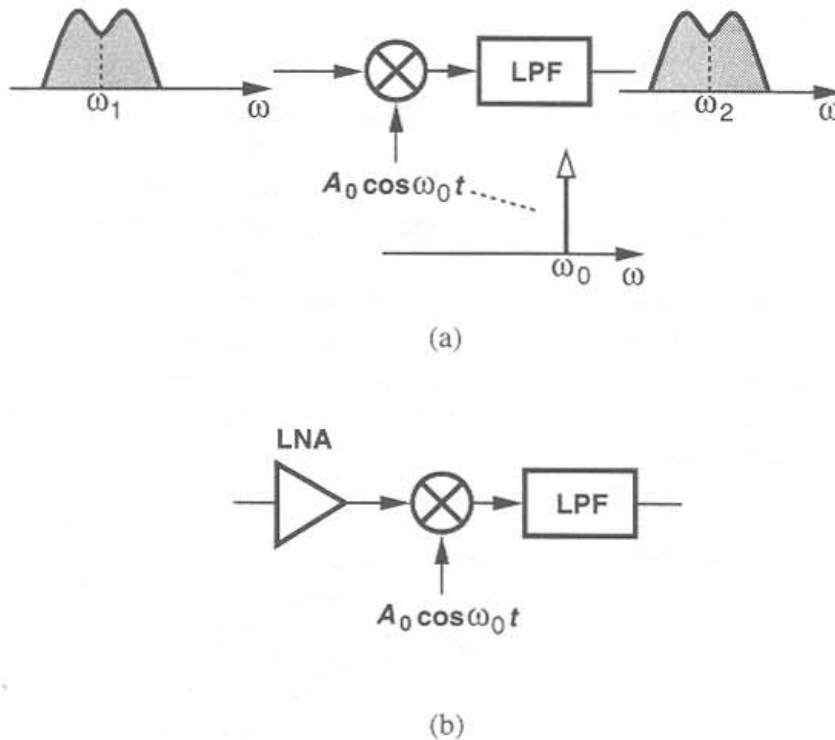 LPF
ω₁ ω
ω₂ ω
A₀ cos ω₀ t
ω₀ ω
(a)
LNA
LPF
A₀ cos ω₀ t
(b)